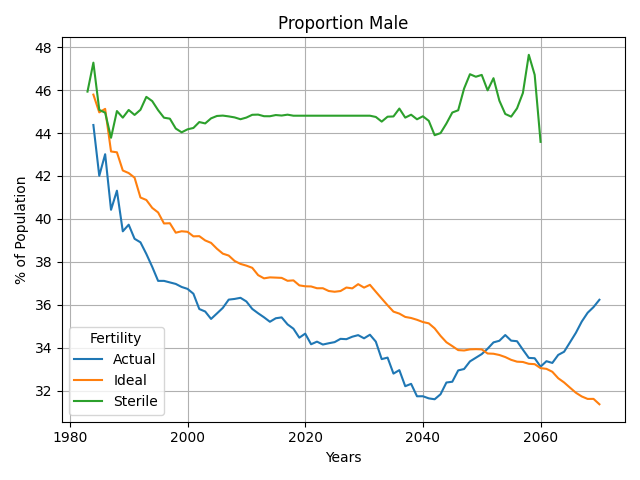 Proportion Male
48
46
44
42
40
38
36
34
32
% of Population
Fertility
Actual
Ideal
Sterile
1980
2000
2020
2040
2060
Years